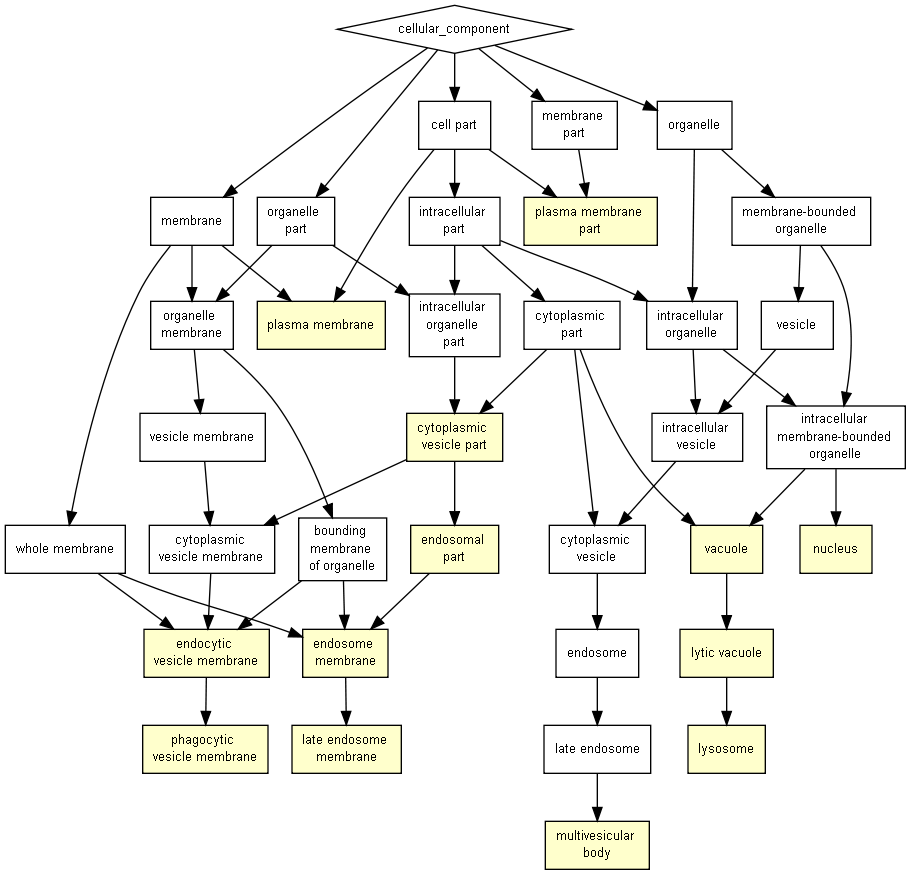 cellular_component
cell part
membrane
part
organelle
membrane
organelle
part
intracellular
part
plasma membrane
part
membrane-bounded
organelle
organelle
membrane
plasma membrane
intracellular
organelle
part
cytoplasmic
part
intracellular
organelle
vesicle
vesicle membrane
cytoplasmic
vesicle part
intracellular
vesicle
intracellular
membrane-bounded
organelle
whole membrane
cytoplasmic
vesicle membrane
bounding
membrane
of organelle
endosomal
part
cytoplasmic
vesicle
vacuole
nucleus
endocytic
vesicle membrane
endosome
membrane
endosome
lytic vacuole
phagocytic
vesicle membrane
late endosome
membrane
late endosome
lysosome
multivesicular
body